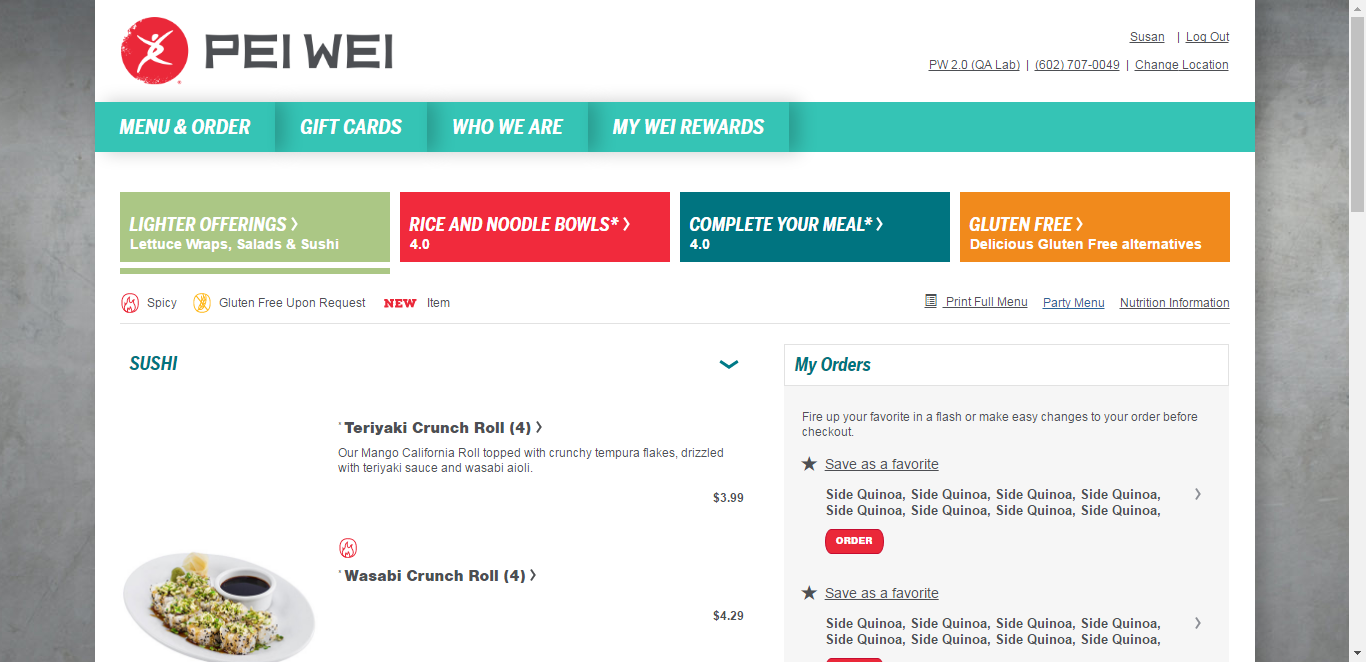 PEI WEI
Susan | Log Out
PW 2.0 (QA Lab) | (602) 707-0049 | Change Location
MENU & ORDER GIFT CARDS WHO WE ARE MY WEI REWARDS
LIGHTER OFFERINGS >
Lettuce Wraps, Salads & Sushi
RICE AND NOODLE BOWLS* >
4.0
COMPLETE YOUR MEAL* >
4.0
GLUTEN FREE >
Delicious Gluten Free alternatives
Spicy Gluten Free Upon Request NEW Item
Print Full Menu Party Menu Nutrition Information
SUSHI
*Teriyaki Crunch Roll (4) >
Our Mango California Roll topped with crunchy tempura flakes, drizzled
with teriyaki sauce and wasabi aioli.
$3.99
*Wasabi Crunch Roll (4) >
$4.29
My Orders
Fire up your favorite in a flash or make easy changes to your order before
checkout.
Save as a favorite
Side Quinoa, Side Quinoa, Side Quinoa, Side Quinoa,
Side Quinoa, Side Quinoa, Side Quinoa, Side Quinoa,
ORDER
Save as a favorite
Side Quinoa, Side Quinoa, Side Quinoa, Side Quinoa,
Side Quinoa, Side Quinoa, Side Quinoa, Side Quinoa,